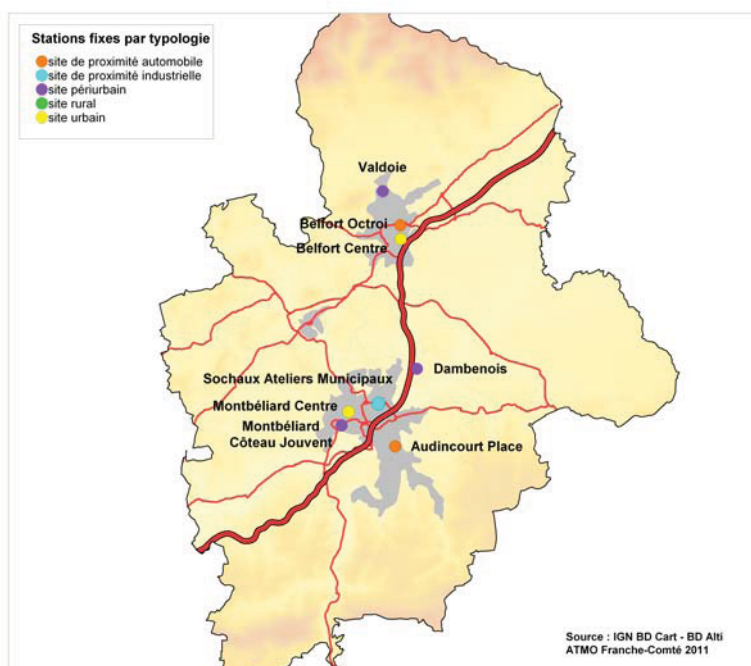 Stations fixes par typologie
site de proximité automobile
site de proximité industrielle
site périurbain
site rural
site urbain
Valdoie
Belfort Octroi
Belfort Centre
Dambenois
Sochaux Ateliers Municipaux
Montbéliard Centre
Montbéliard
Côteau Jouvent
Audincourt Place
Source : IGN BD Cart - BD Alti
ATMO Franche-Comté 2011